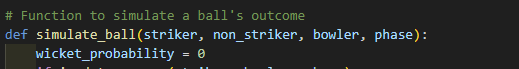 # Function to simulate a ball's outcome
def simulate_ball(striker, non_striker, bowler, phase):
wicket_probability = 0